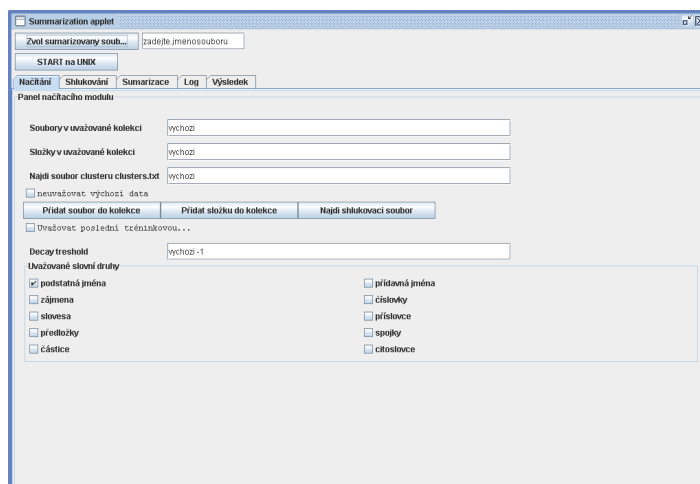 Summarization applet
Zvol sumarizovany soub... zadejte.jmenosouboru
START na UNIX
Načítání Shlukování Sumarizace Log Výsledek
Panel načítacího modulu
Soubory v uvažované kolekci vychozi
Složky v uvažované kolekci vychozi
Najdi soubor clusteru clusters.txt vychozi
neuvažovat výchozí data
Přidat soubor do kolekce Přidat složku do kolekce Najdi shlukovaci soubor
Uvažovat poslední tréninkovou...
Decay treshold vychozi -1
Uvažované slovní druhy
podstatná jména přídavná jména
zájmena číslovky
slovesa příslovce
předložky spojky
částice citoslovce